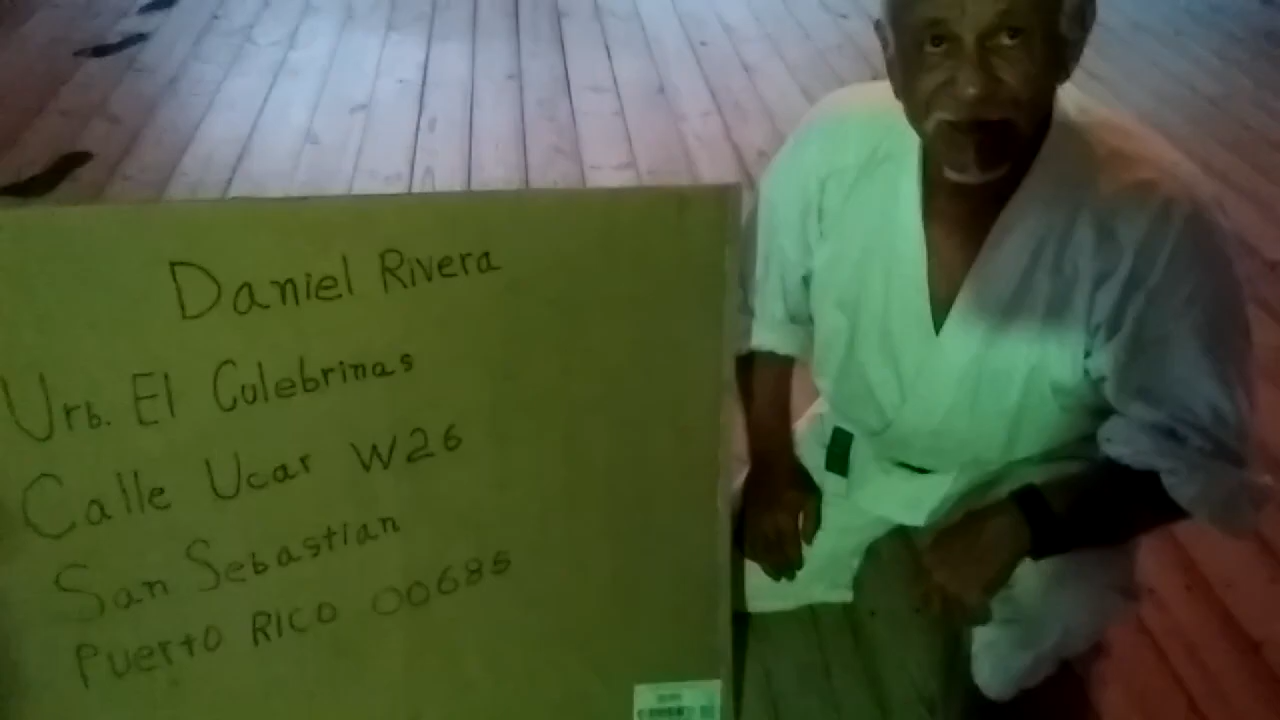 Daniel Rivera
Urb. El Culebrinas
Calle Ucar W26
San Sebastian
Puerto Rico 00685